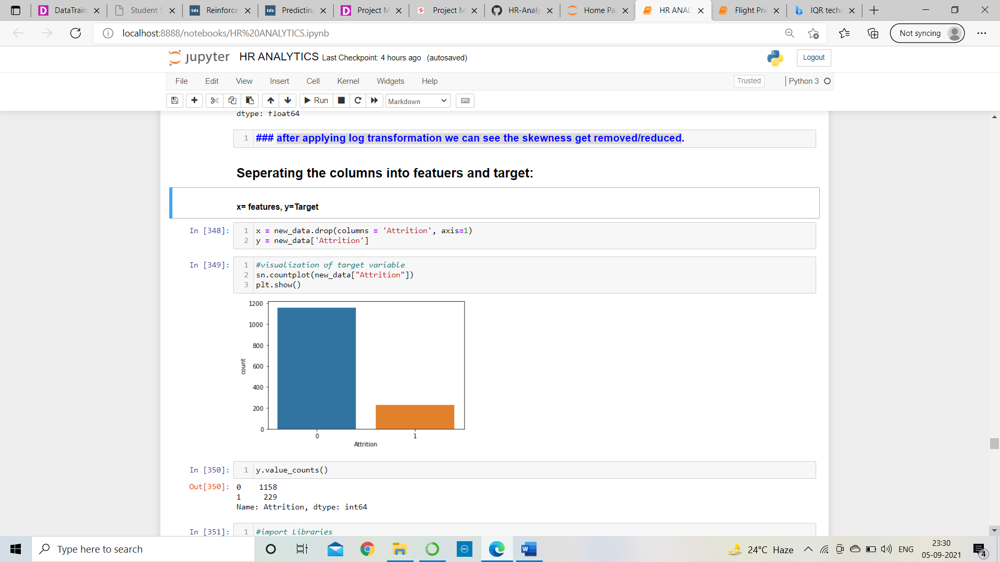 DataTrain
Student S
tds Reinforce
tds Predicting
Project M
Project M
HR-Analy
Home Pa
HR ANAL
Flight Pric
IQR techn
localhost:8888/notebooks/HR%20ANALYTICS.ipynb
Not syncing
jupyter HR ANALYTICS Last Checkpoint: 4 hours ago (autosaved)
Logout
File Edit View Insert Cell Kernel Widgets Help
Trusted Python 3
Run Markdown
dtype: float64
1 ### after applying log transformation we can see the skewness get removed/reduced.
Seperating the columns into featuers and target:
x= features, y=Target
In [348]: 1 x = new_data.drop(columns = 'Attrition', axis=1)
2 y = new_data['Attrition']
In [349]: 1 #visualization of target variable
2 sn.countplot(new_data["Attrition"])
3 plt.show()
1200
1000
800
600
400
200
0
count
0 1
Attrition
In [350]: 1 y.value_counts()
Out[350]: 0 1158
1 229
Name: Attrition, dtype: int64
In [351]: 1 #import Libraries
Type here to search
DELL
W
24°C Haze
ENG
23:30
05-09-2021
4